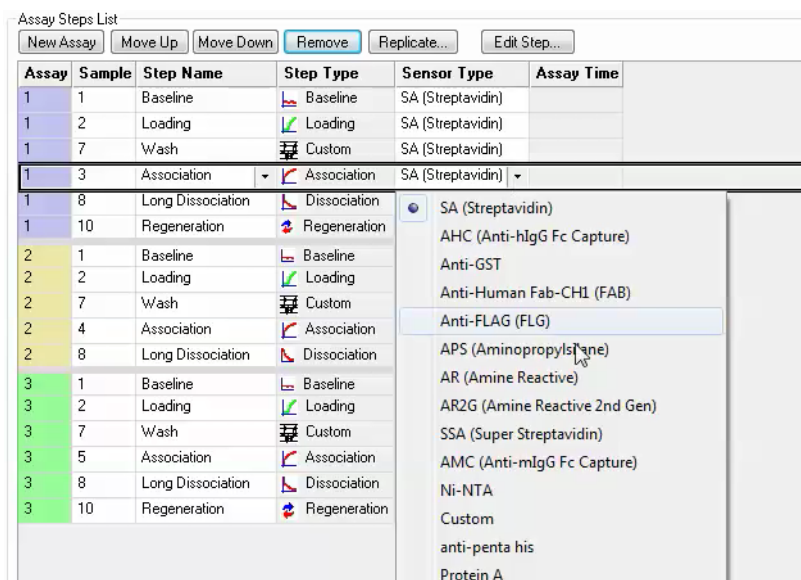 Assay Steps List
New Assay Move Up Move Down Remove Replicate... Edit Step...
Assay Sample Step Name Step Type Sensor Type Assay Time
1 1 Baseline Baseline SA (Streptavidin)
1 2 Loading Loading SA (Streptavidin)
1 7 Wash Custom SA (Streptavidin)
1 3 Association Association SA (Streptavidin)
1 8 Long Dissociation Dissociation
1 10 Regeneration Regeneration
2 1 Baseline Baseline
2 2 Loading Loading
2 7 Wash Custom
2 4 Association Association
2 8 Long Dissociation Dissociation
3 1 Baseline Baseline
3 2 Loading Loading
3 7 Wash Custom
3 5 Association Association
3 8 Long Dissociation Dissociation
3 10 Regeneration Regeneration
SA (Streptavidin)
AHC (Anti-hIgG Fc Capture)
Anti-GST
Anti-Human Fab-CH1 (FAB)
Anti-FLAG (FLG)
APS (Aminopropylsilane)
AR (Amine Reactive)
AR2G (Amine Reactive 2nd Gen)
SSA (Super Streptavidin)
AMC (Anti-mIgG Fc Capture)
Ni-NTA
Custom
anti-penta his
Protein A